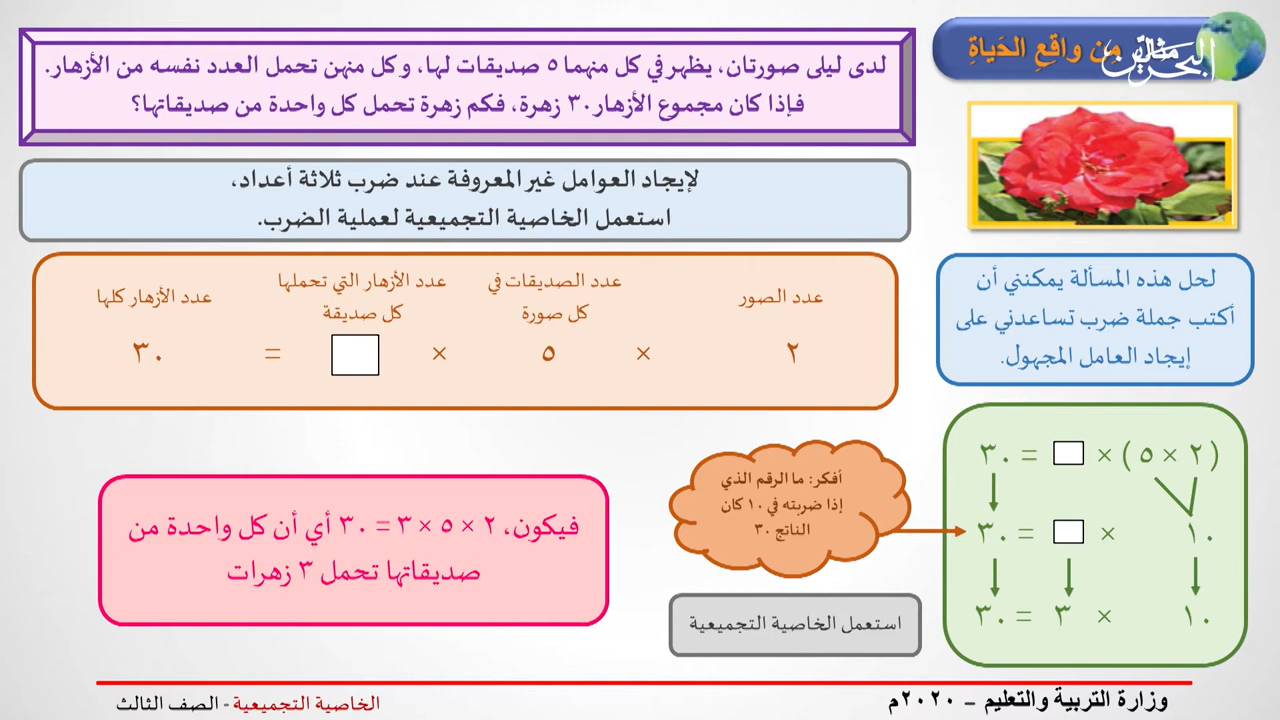 مثال من واقع الحَياةِ
البحرين
لدى ليلى صورتان، يظهر في كل منهما ٥ صديقات لها، وكل منهن تحمل العدد نفسه من الأزهار.
فإذا كان مجموع الأزهار ٣٠ زهرة، فكم زهرة تحمل كل واحدة من صديقاتها؟
لإيجاد العوامل غير المعروفة عند ضرب ثلاثة أعداد،
استعمل الخاصية التجميعية لعملية الضرب.
لحل هذه المسألة يمكنني أن
أكتب جملة ضرب تساعدني على
إيجاد العامل المجهول.
عدد الصور
عدد الصديقات في
كل صورة
عدد الأزهار التي تحملها
كل صديقة
عدد الأزهار كلها
٢ × ٥ × = ٣٠
(٢ × ٥) × = ٣٠
١٠ × = ٣٠
١٠ × ٣ = ٣٠
أفكر: ما الرقم الذي
إذا ضربته في ١٠ كان
الناتج ٣٠
استعمل الخاصية التجميعية
فيكون، ٢ × ٥ × ٣ = ٣٠ أي أن كل واحدة من
صديقاتها تحمل ٣ زهرات
وزارة التربية والتعليم – ٢٠٢٠م
الخاصية التجميعية - الصف الثالث